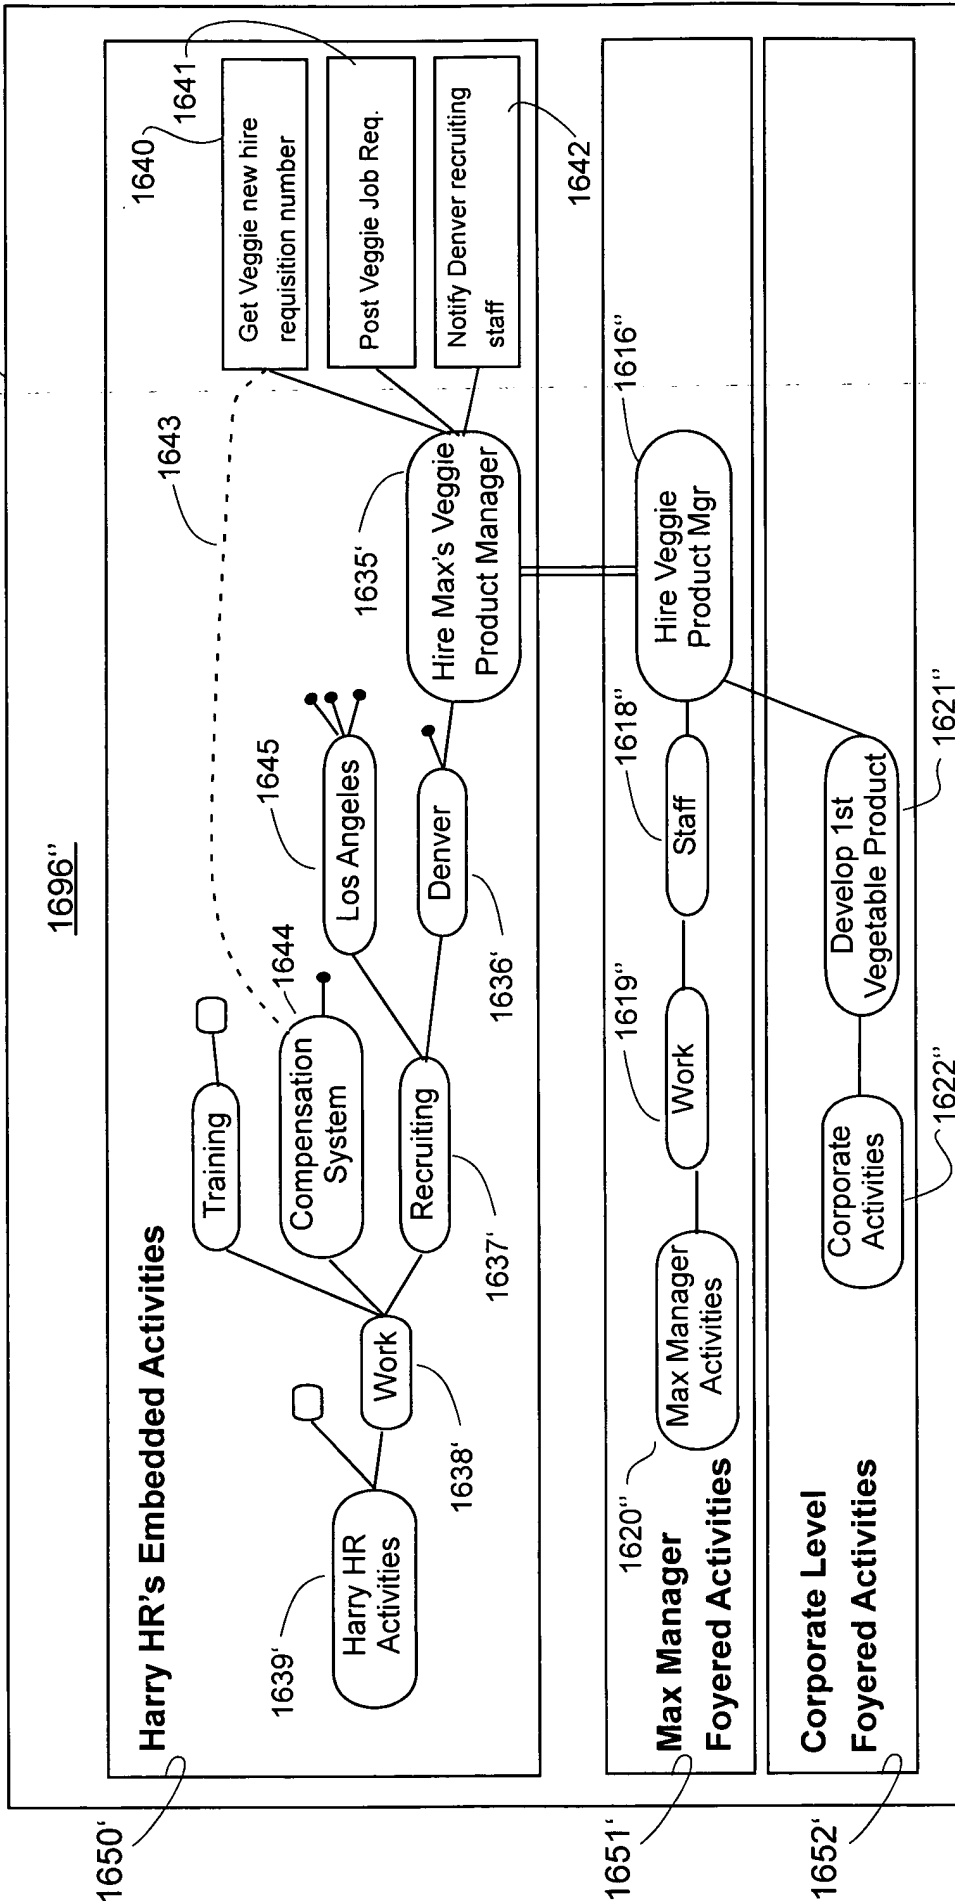 1696“
Harry HR's Embedded Activities
1650‘
Harry HR
Activities
1639‘
Work
1638‘
Training
Compensation
System
1644
Recruiting
1637‘
Los Angeles
1645
Denver
1636‘
1643
Hire Max's Veggie
Product Manager
1635‘
Get Veggie new hire
requisition number
1640
Post Veggie Job Req.
1641
Notify Denver recruiting
staff
1642
Max Manager
Foyered Activities
1651‘
Max Manager
Activities
1620“
Work
1619“
Staff
1618“
Hire Veggie
Product Mgr
1616“
Corporate Level
Foyered Activities
1652‘
Corporate
Activities
1622“
Develop 1st
Vegetable Product
1621“